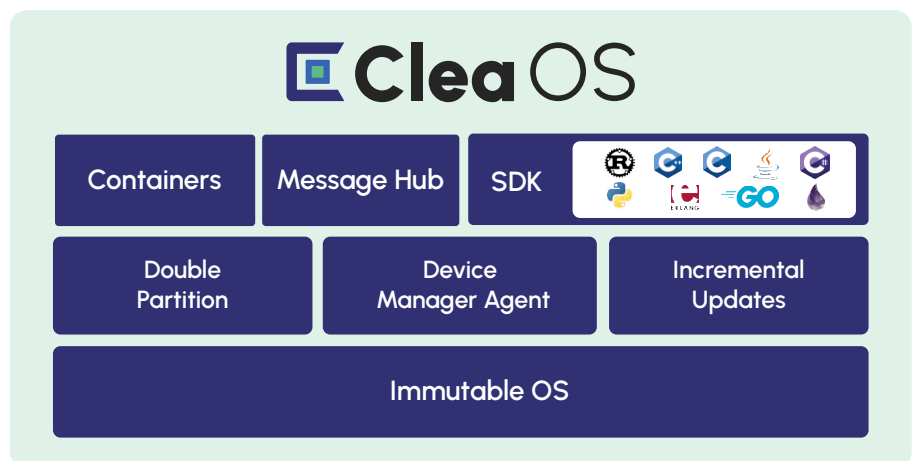 Clea OS
Containers
Message Hub
SDK
R
C++
C
C#
ERLANG
GO
Double
Partition
Device
Manager Agent
Incremental
Updates
Immutable OS